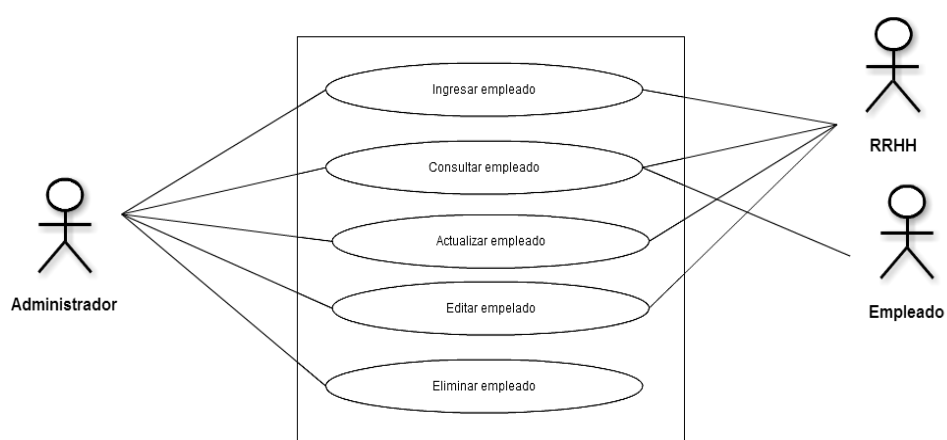 Ingresar empleado
RRHH
Consultar empleado
Administrador
Actualizar empleado
Empleado
Editar empelado
Eliminar empleado